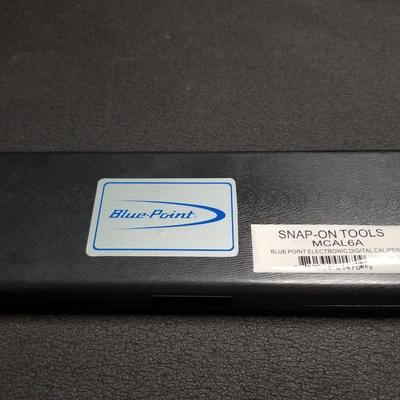 Blue-Point
SNAP-ON TOOLS
MCAL6A
BLUE POINT ELECTRONIC DIGITAL CALIPER